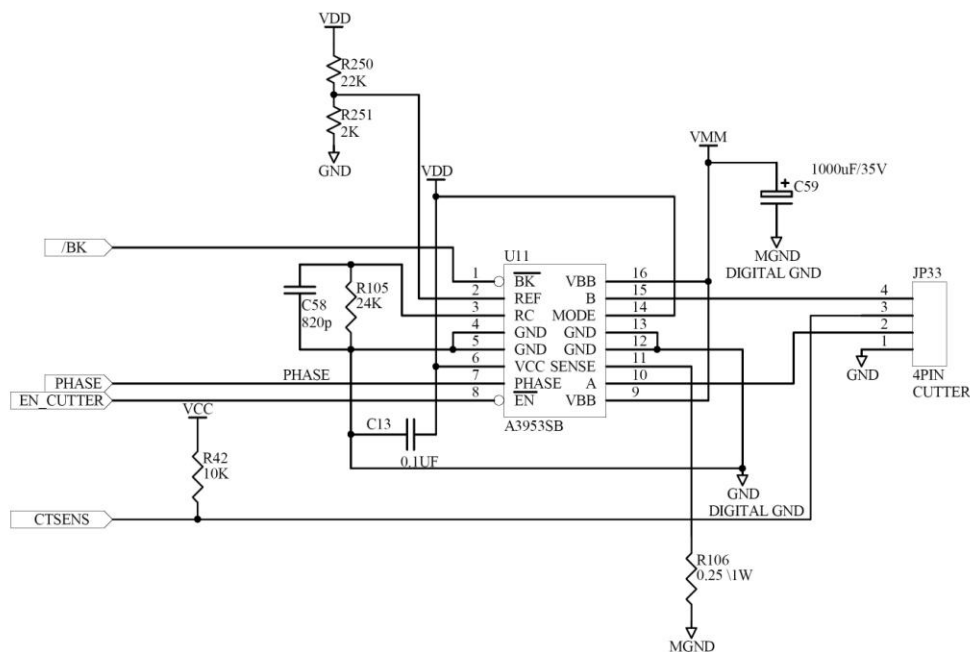 VDD
R250
22K
R251
2K
GND
VMM
1000uF/35V
+
C59
VDD
MGND
DIGITAL GND
/BK
U11
JP33
1 BK VBB 16
2 REF B 15
3 RC MODE 14
4 GND GND 13
5 GND GND 12
6 VCC SENSE 11
7 PHASE A 10
8 EN VBB 9
A3953SB
C58
820p
R105
24K
4
3
2
1
GND
4PIN
CUTTER
PHASE
PHASE
EN_CUTTER
VCC
C13
0.1UF
R42
10K
GND
DIGITAL GND
CTSENS
R106
0.25 \1W
MGND